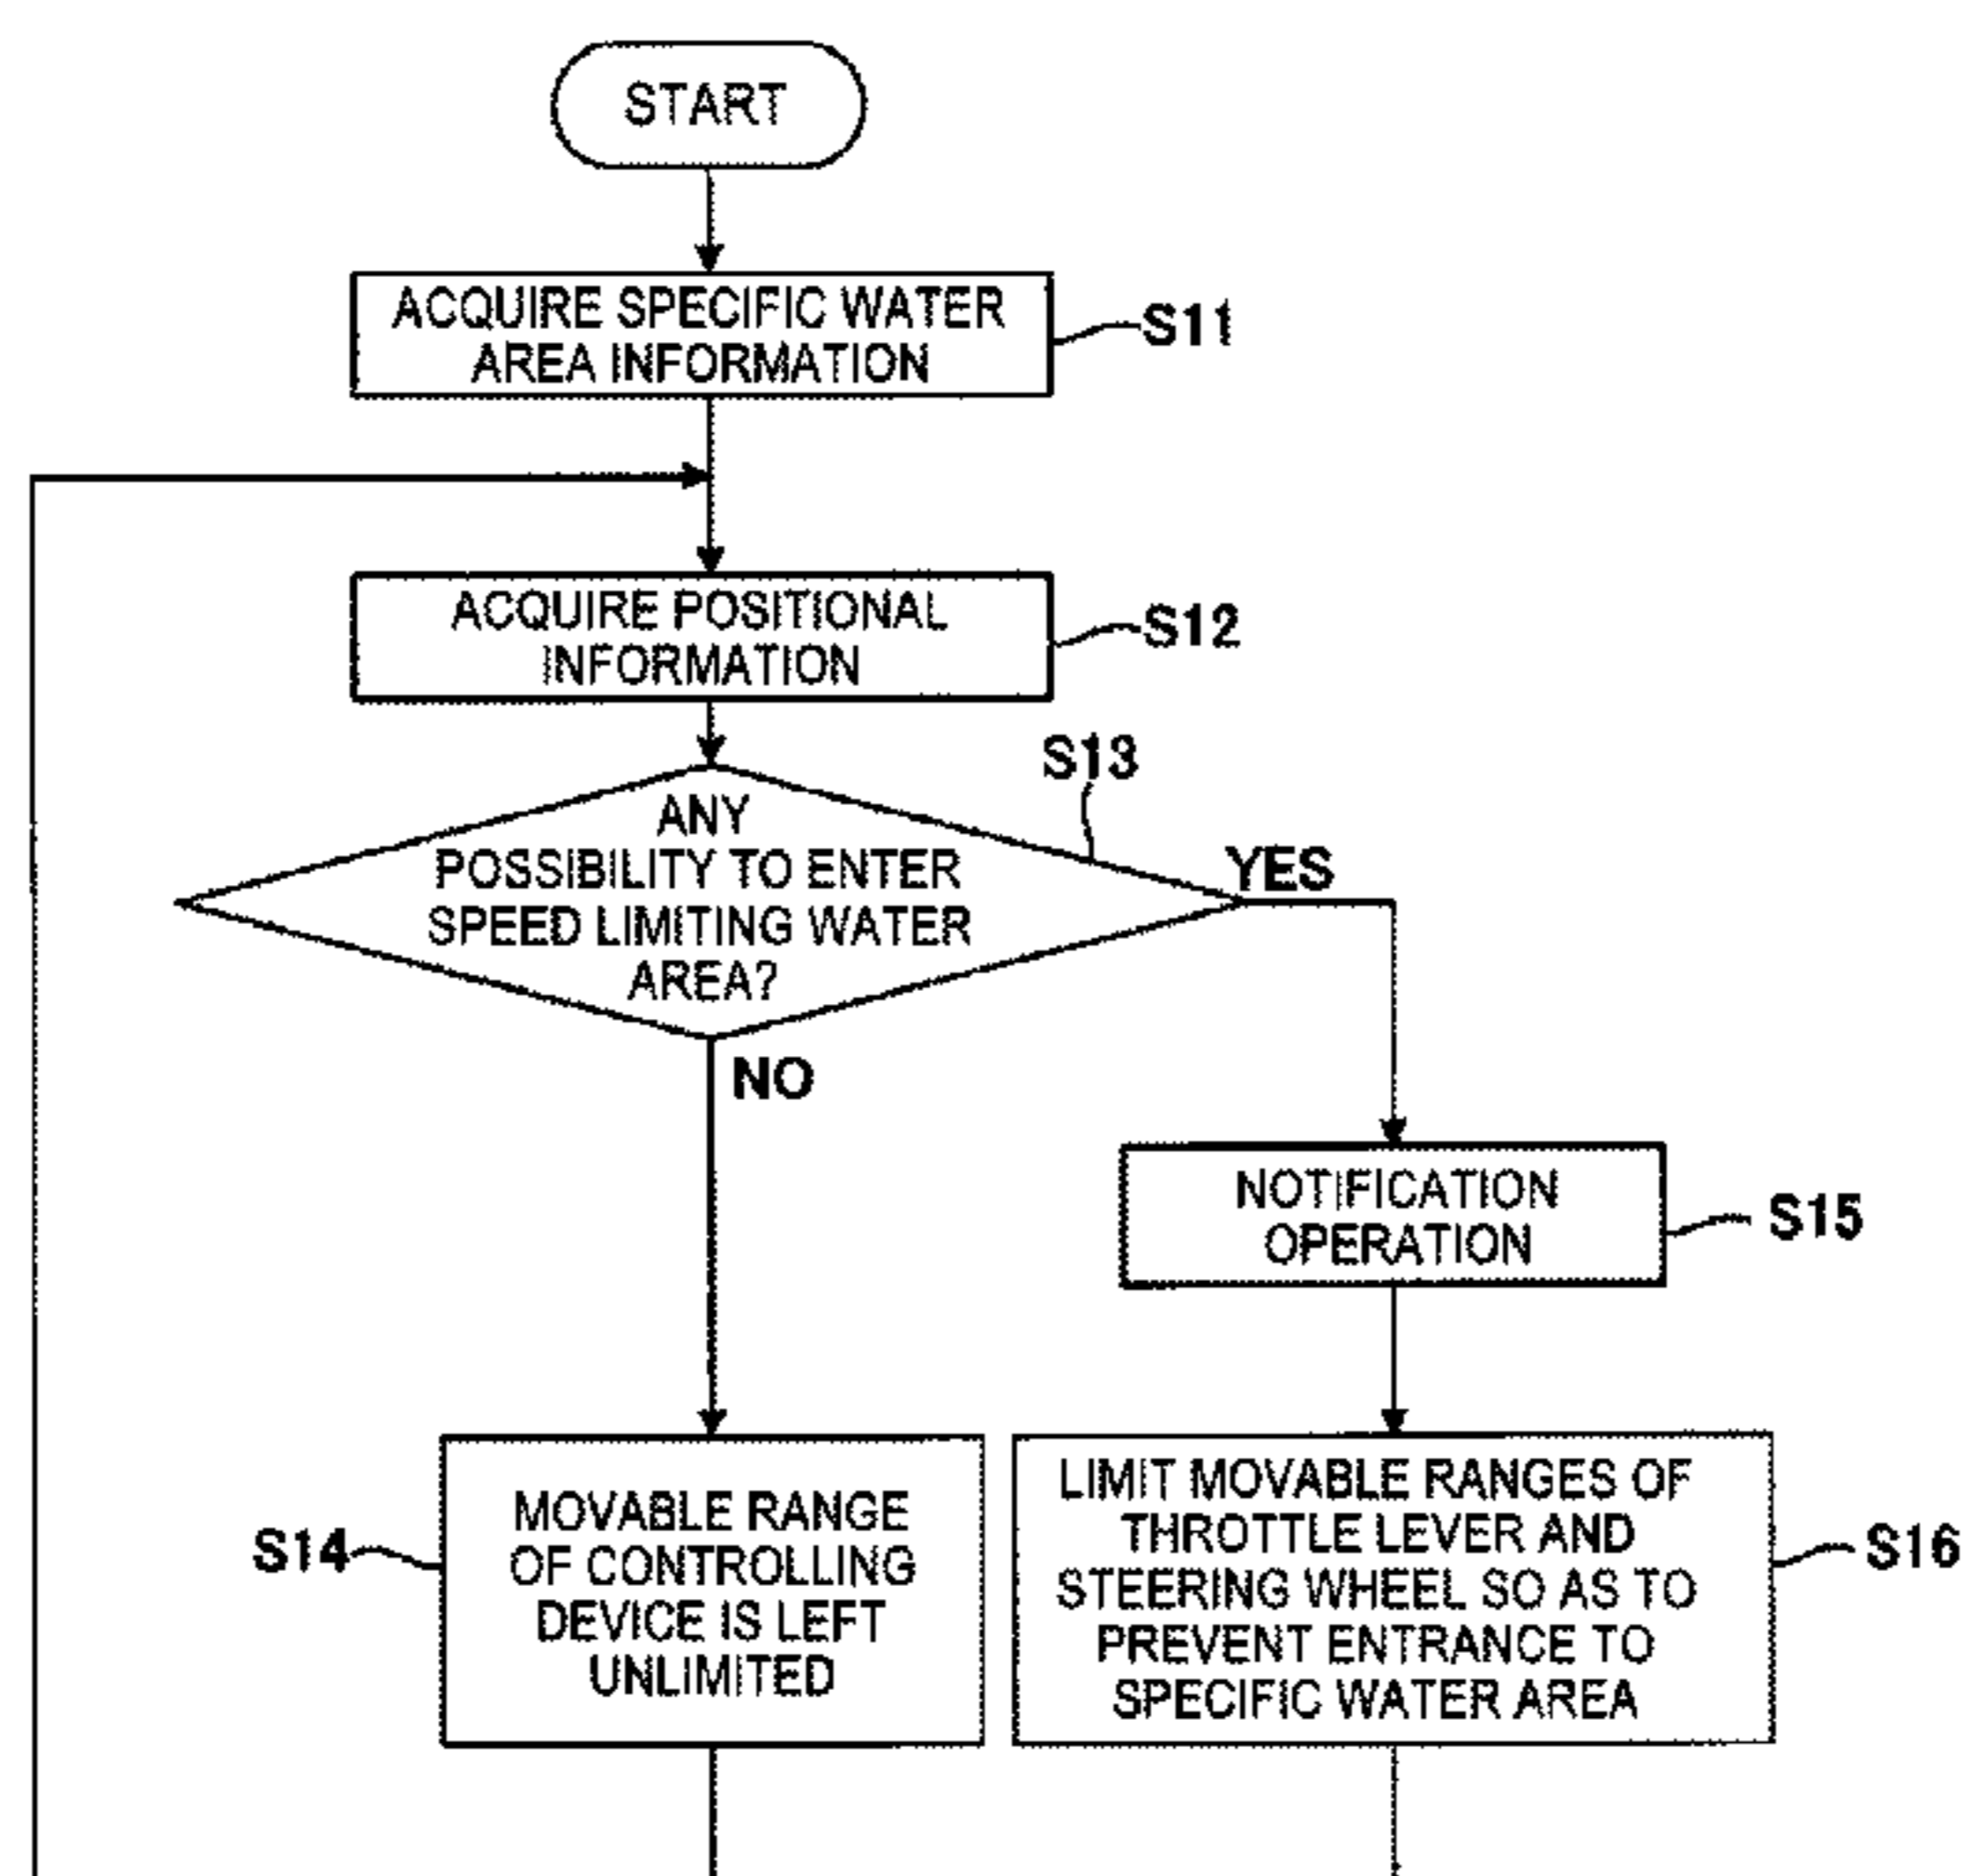 START
ACQUIRE SPECIFIC WATER
AREA INFORMATION
S11
ACQUIRE POSITIONAL
INFORMATION
S12
S13
ANY
POSSIBILITY TO ENTER
SPEED LIMITING WATER
AREA?
YES
NO
NOTIFICATION
OPERATION
S15
S14
MOVABLE RANGE
OF CONTROLLING
DEVICE IS LEFT
UNLIMITED
LIMIT MOVABLE RANGES OF
THROTTLE LEVER AND
STEERING WHEEL SO AS TO
PREVENT ENTRANCE TO
SPECIFIC WATER AREA
S16